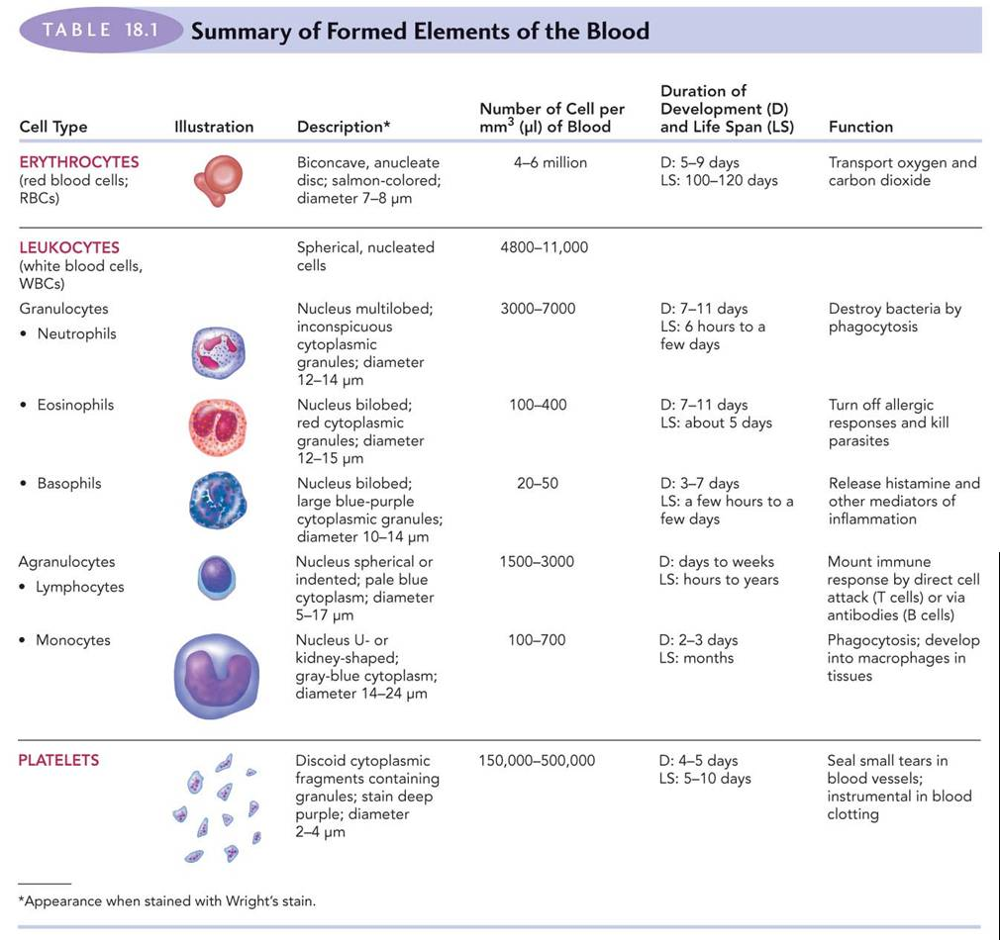 TABLE 18.1 Summary of Formed Elements of the Blood
Cell Type
Illustration
Description*
Number of Cell per
mm³ (µl) of Blood
Duration of
Development (D)
and Life Span (LS)
Function
ERYTHROCYTES
(red blood cells;
RBCs)
Biconcave, anucleate
disc; salmon-colored;
diameter 7–8 µm
4–6 million
D: 5–9 days
LS: 100–120 days
Transport oxygen and
carbon dioxide
LEUKOCYTES
(white blood cells,
WBCs)
Spherical, nucleated
cells
4800–11,000
Granulocytes
• Neutrophils
Nucleus multilobed;
inconspicuous
cytoplasmic
granules; diameter
12–14 µm
3000–7000
D: 7–11 days
LS: 6 hours to a
few days
Destroy bacteria by
phagocytosis
• Eosinophils
Nucleus bilobed;
red cytoplasmic
granules; diameter
12–15 µm
100–400
D: 7–11 days
LS: about 5 days
Turn off allergic
responses and kill
parasites
• Basophils
Nucleus bilobed;
large blue-purple
cytoplasmic granules;
diameter 10–14 µm
20–50
D: 3–7 days
LS: a few hours to a
few days
Release histamine and
other mediators of
inflammation
Agranulocytes
• Lymphocytes
Nucleus spherical or
indented; pale blue
cytoplasm; diameter
5–17 µm
1500–3000
D: days to weeks
LS: hours to years
Mount immune
response by direct cell
attack (T cells) or via
antibodies (B cells)
• Monocytes
Nucleus U- or
kidney-shaped;
gray-blue cytoplasm;
diameter 14–24 µm
100–700
D: 2–3 days
LS: months
Phagocytosis; develop
into macrophages in
tissues
PLATELETS
Discoid cytoplasmic
fragments containing
granules; stain deep
purple; diameter
2–4 µm
150,000–500,000
D: 4–5 days
LS: 5–10 days
Seal small tears in
blood vessels;
instrumental in blood
clotting
*Appearance when stained with Wright's stain.